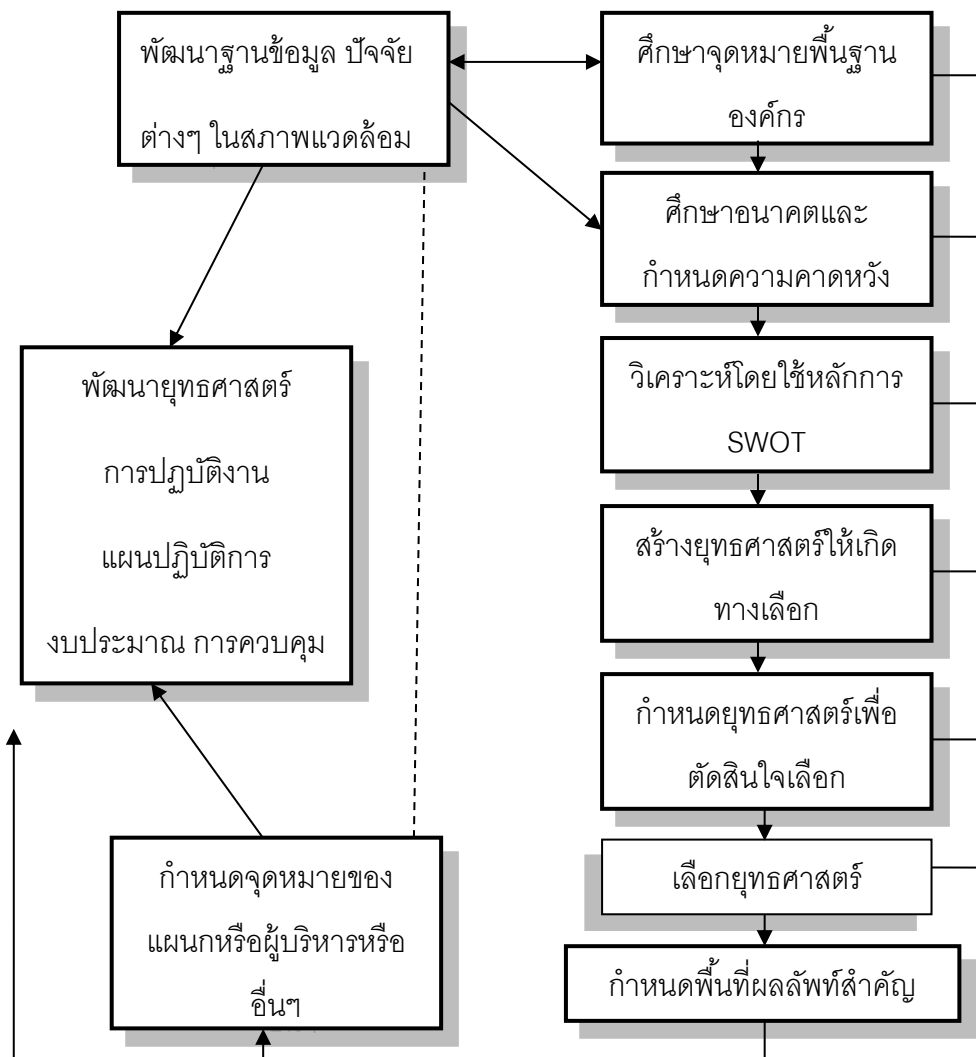 พัฒนาฐานข้อมูล ปัจจัย
ต่างๆ ในสภาพแวดล้อม
ศึกษาจุดหมายพื้นฐาน
องค์กร
ศึกษาอนาคตและ
กำหนดความคาดหวัง
วิเคราะห์โดยใช้หลักการ
SWOT
สร้างยุทธศาสตร์ให้เกิด
ทางเลือก
กำหนดยุทธศาสตร์เพื่อ
ตัดสินใจเลือก
เลือกยุทธศาสตร์
กำหนดพื้นที่ผลลัพท์สำคัญ
พัฒนายุทธศาสตร์
การปฏบัติงาน
แผนปฏิบัติการ
งบประมาณ การควบคุม
กำหนดจุดหมายของ
แผนกหรือผู้บริหารหรือ
อื่นๆ